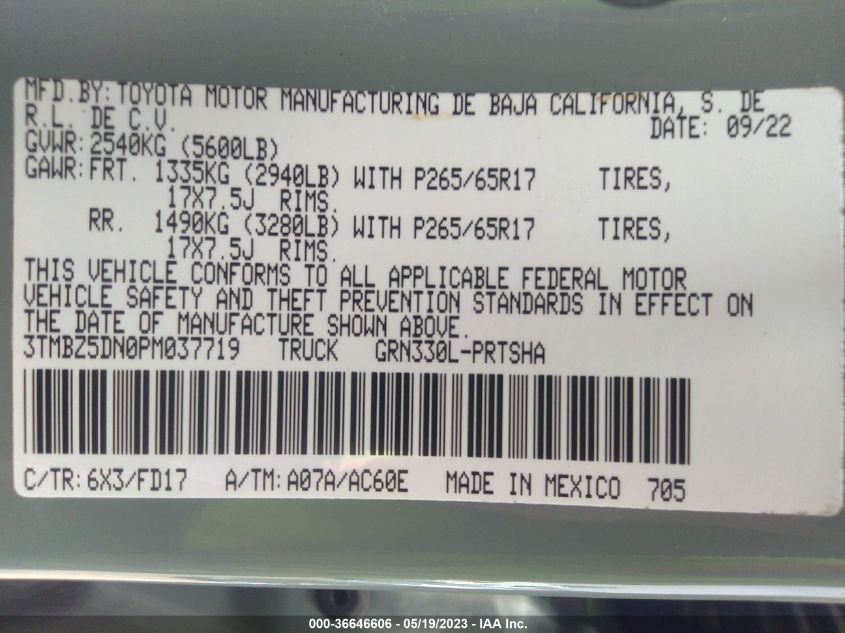 MFD.BY:TOYOTA MOTOR MANUFACTURING DE BAJA CALIFORNIA, S. DE
R.L. DE C.V. DATE: 09/22
GVWR:2540KG (5600LB)
GAWR:FRT. 1335KG (2940LB) WITH P265/65R17 TIRES,
17X7.5J RIMS.
RR. 1490KG (3280LB) WITH P265/65R17 TIRES,
17X7.5J RIMS.
THIS VEHICLE CONFORMS TO ALL APPLICABLE FEDERAL MOTOR
VEHICLE SAFETY AND THEFT PREVENTION STANDARDS IN EFFECT ON
THE DATE OF MANUFACTURE SHOWN ABOVE.
3TMBZ5DN0PM037719 TRUCK GRN330L-PRTSHA
C/TR:6X3/FD17 A/TM:A07A/AC60E MADE IN MEXICO 705
000-36646606 - 05/19/2023 - © IAA Inc.